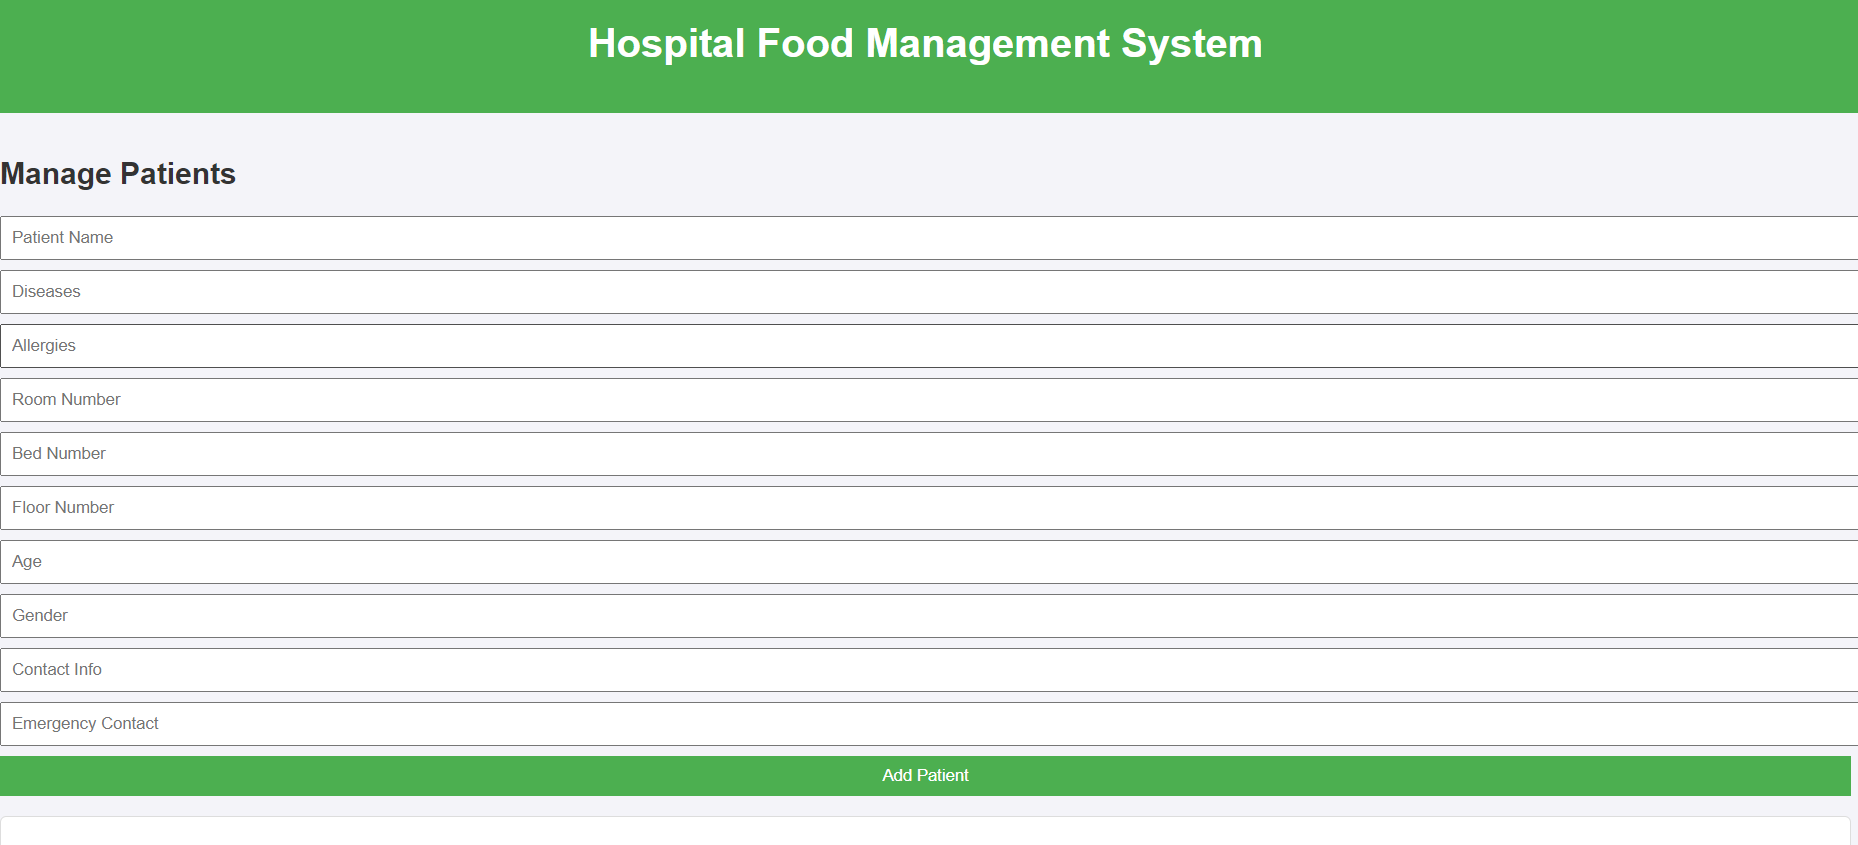 Hospital Food Management System
Manage Patients
Patient Name
Diseases
Allergies
Room Number
Bed Number
Floor Number
Age
Gender
Contact Info
Emergency Contact
Add Patient